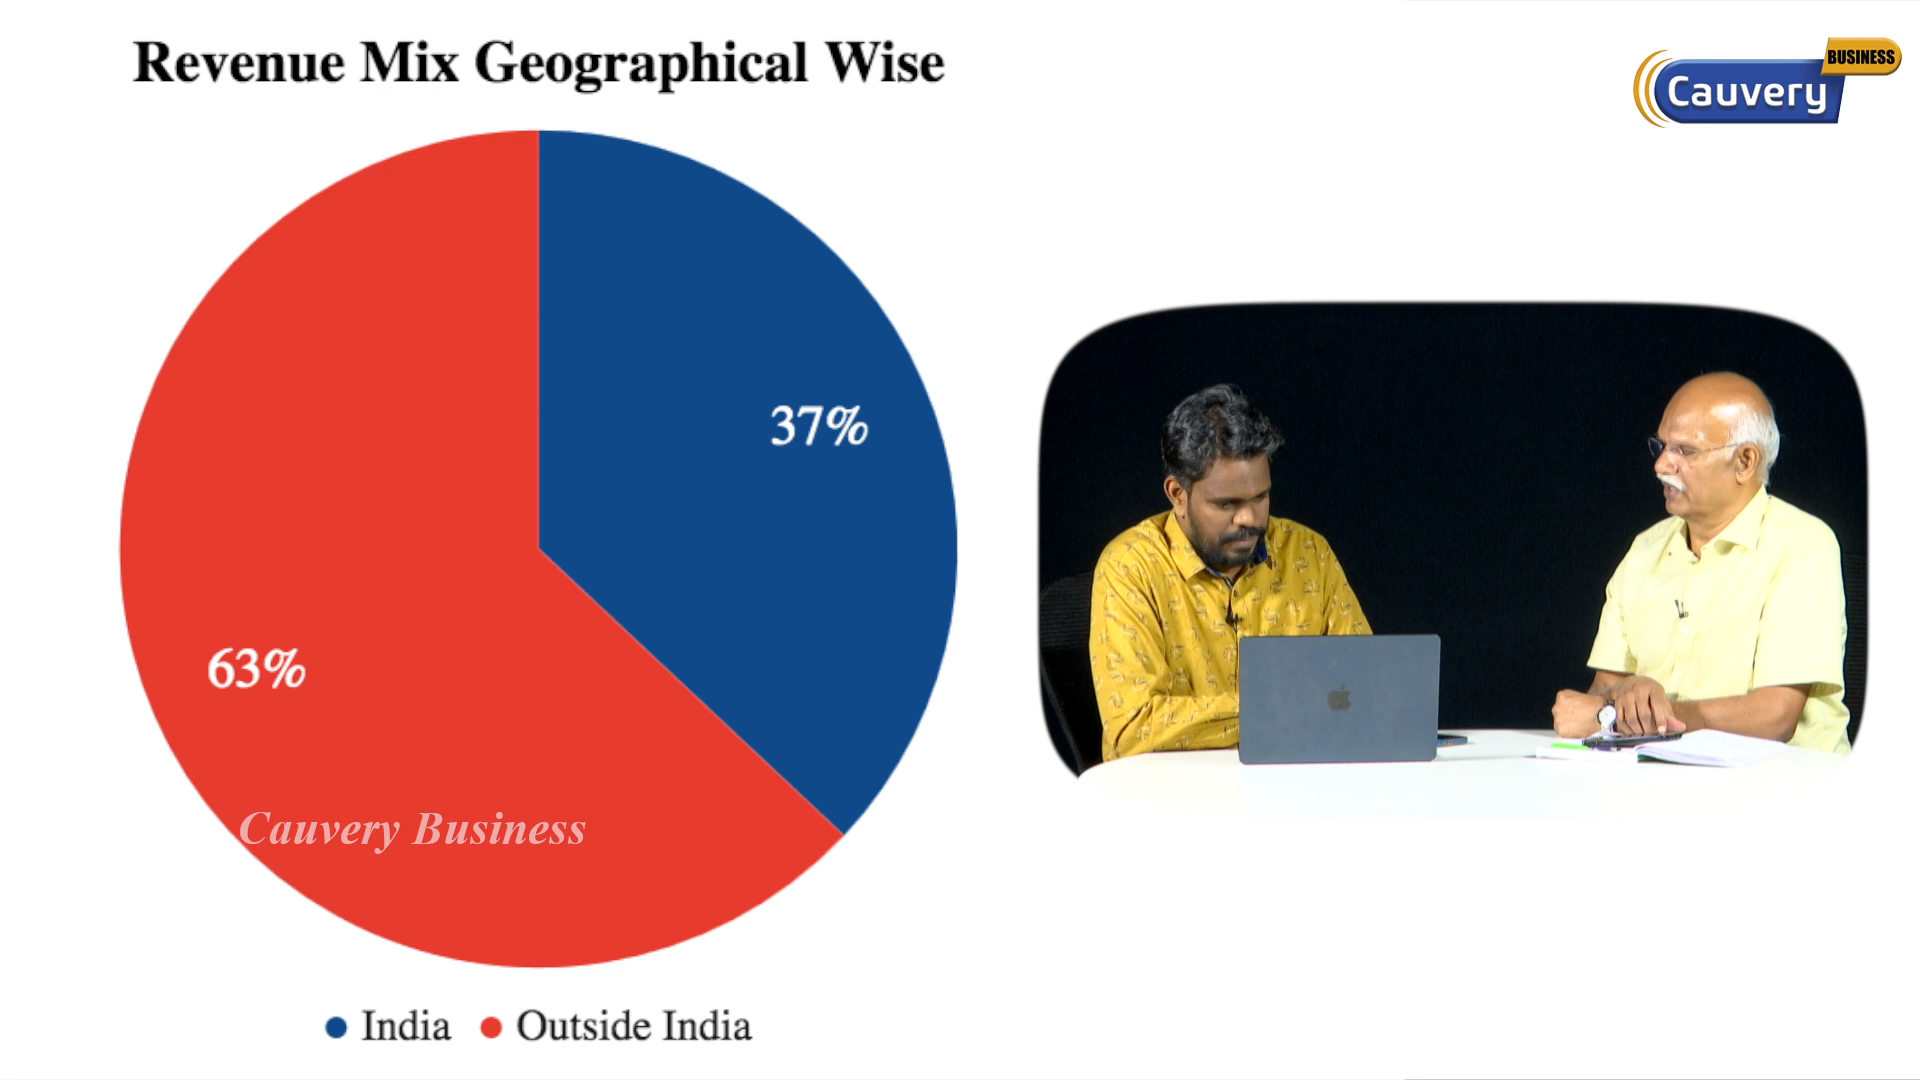 Revenue Mix Geographical Wise
BUSINESS
Cauvery
37%
63%
Cauvery Business
India
Outside India